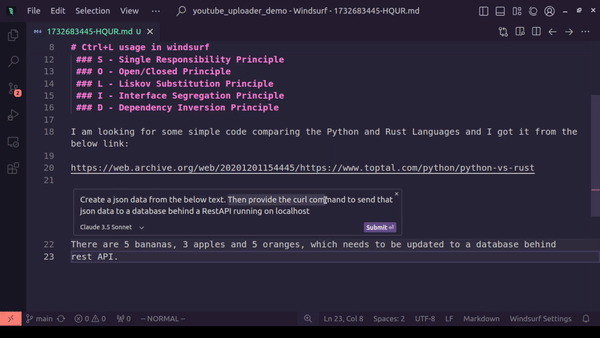 File Edit Selection View ··· youtube_uploader_demo - Windsurf - 1732683445-HQUR.md
1732683445-HQUR.md U ×
8 # Ctrl+L usage in windsurf
12 ### S - Single Responsibility Principle
13 ### O - Open/Closed Principle
14 ### L - Liskov Substitution Principle
15 ### I - Interface Segregation Principle
16 ### D - Dependency Inversion Principle
17
18 I am looking for some simple code comparing the Python and Rust Languages and I got it from the
below link:
19
20 https://web.archive.org/web/20201201154445/https://www.toptal.com/python/python-vs-rust
21
Create a json data from the below text. Then provide the curl command to send that
json data to a database behind a RestAPI running on localhost
Claude 3.5 Sonnet Submit
22 There are 5 bananas, 3 apples and 5 oranges, which needs to be updated to a database behind
23 rest API.
3
main 0 0 0 -- NORMAL -- Ln 23, Col 8 Spaces: 2 UTF-8 LF Markdown Windsurf Settings